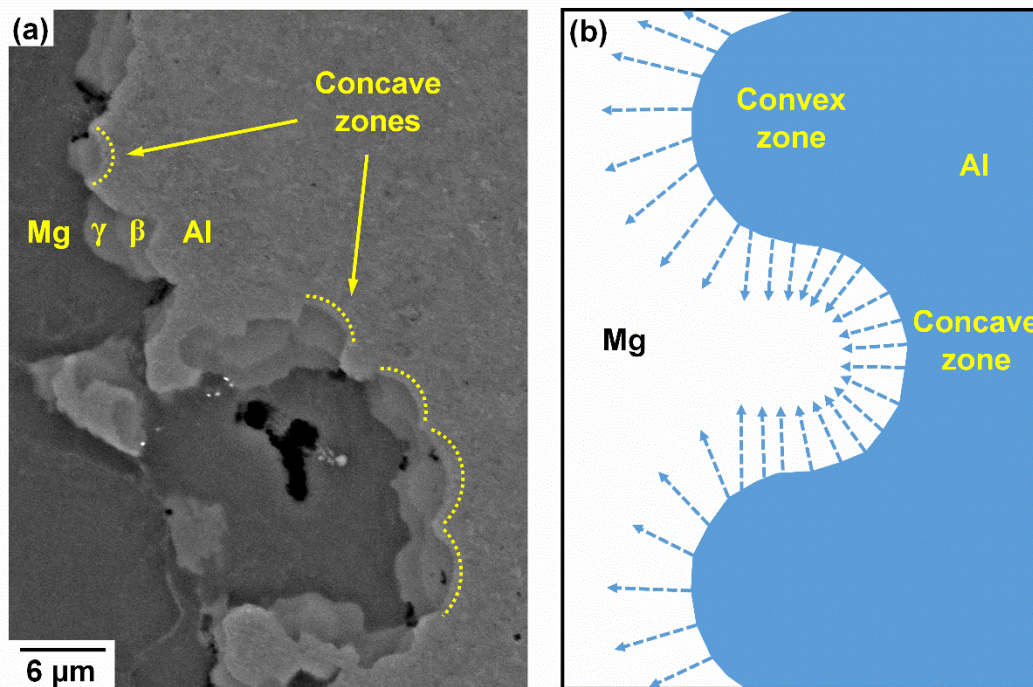 (a)
Concave
zones
Mg γ β Al
6 μm
(b)
Convex
zone
Al
Mg
Concave
zone